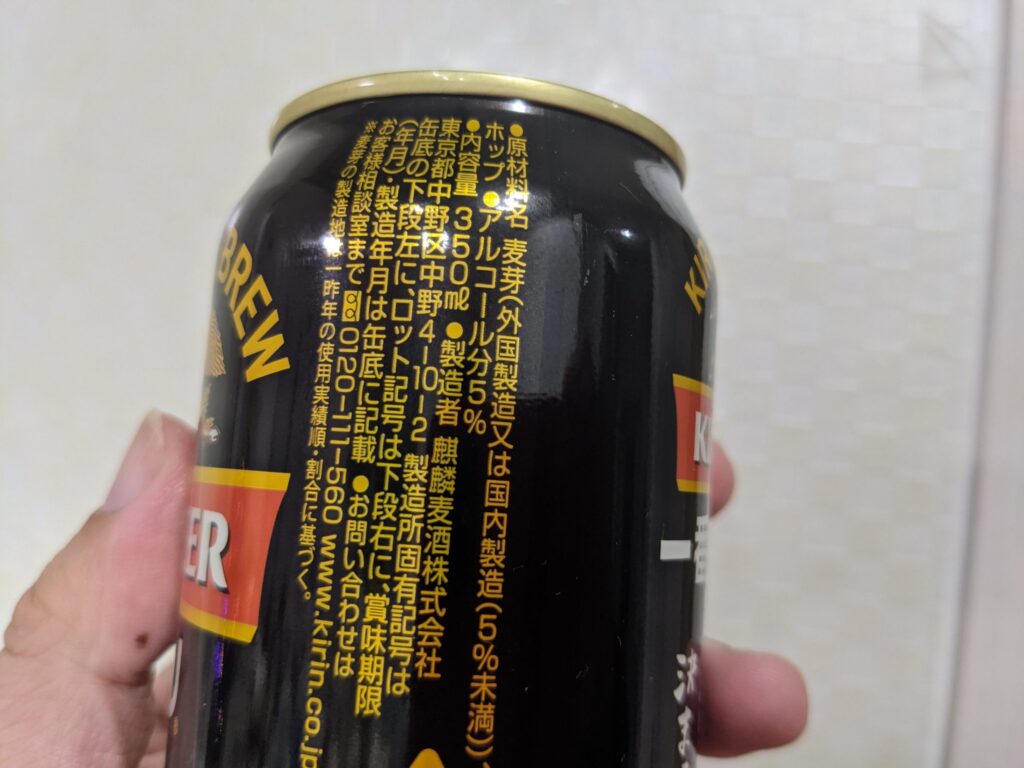 ●原材料名 麦芽(外国製造又は国内製造(5%未満))、
ホップ ●アルコール分5%
●内容量 350㎖ ●製造者 麒麟麦酒株式会社
東京都中野区中野4-10-2 製造所固有記号は
缶底の下段左に、ロット記号は下段右に、賞味期限
(年月)・製造年月は缶底に記載 ●お問い合わせは
お客様相談室まで 0120-111-560 www.kirin.co.jp
※麦芽の製造地は一昨年の使用実績順・割合に基づく。
BREW
ER
KIR
KI
一番